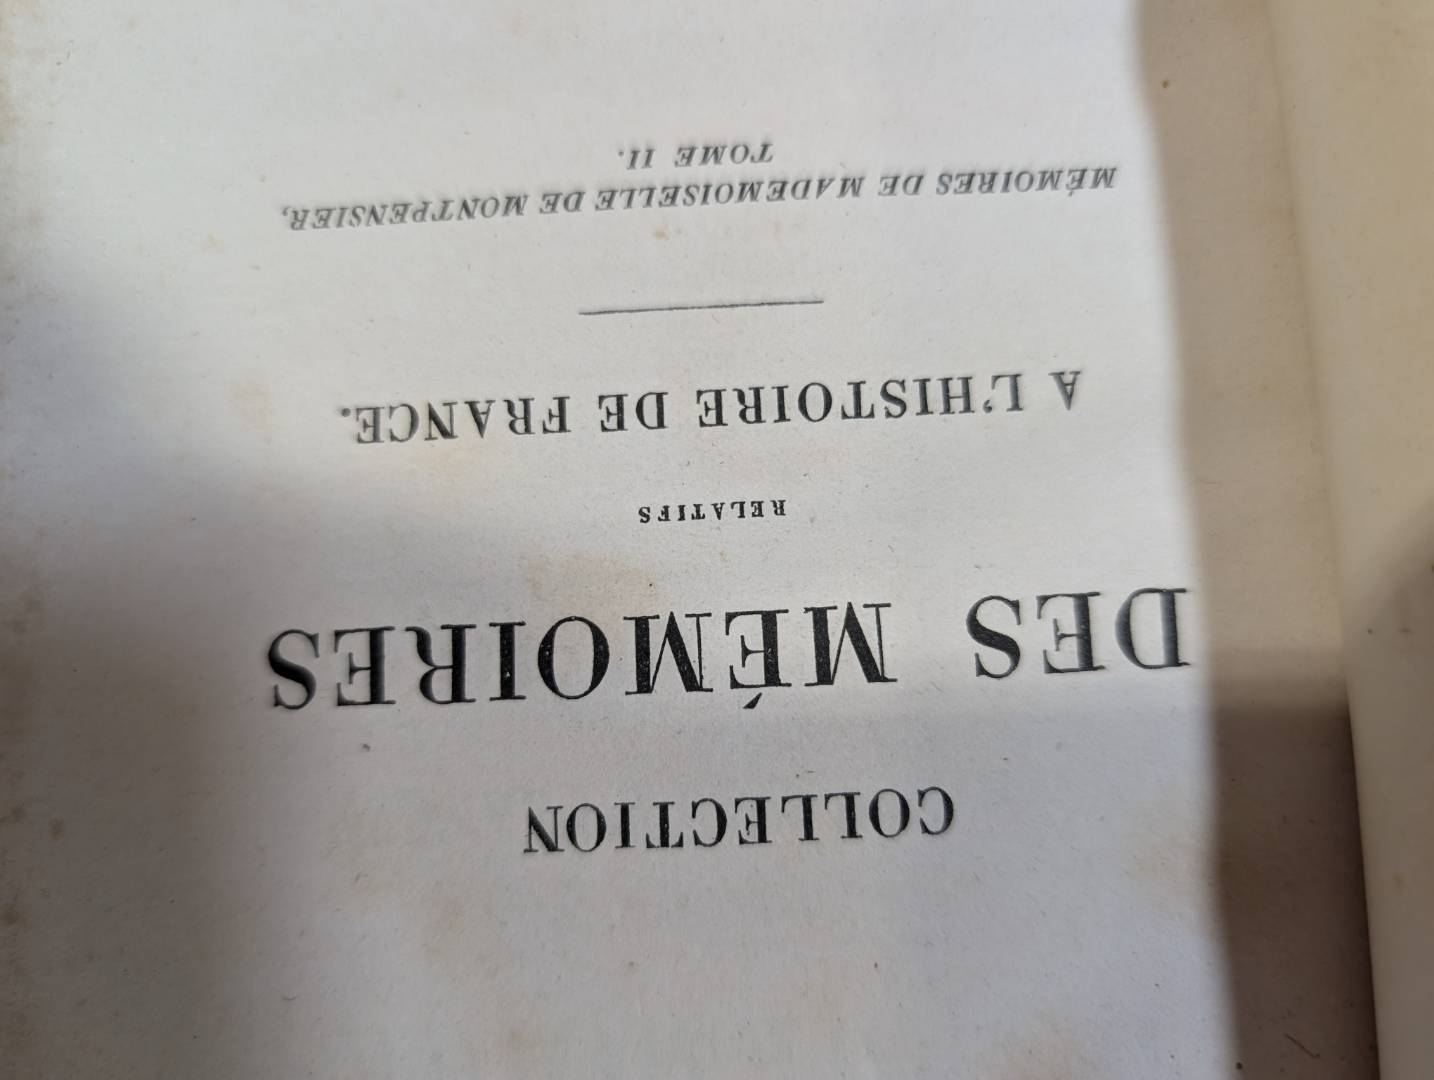 COLLECTION
DES MÉMOIRES
RELATIFS
A L'HISTOIRE DE FRANCE.
MÉMOIRES DE MADEMOISELLE DE MONTPENSIER,
TOME II.